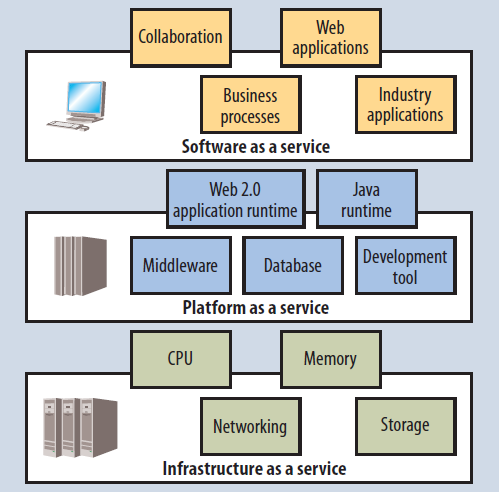 Collaboration
Web
applications
Business
processes
Industry
applications
Software as a service
Web 2.0
application runtime
Java
runtime
Middleware
Database
Development
tool
Platform as a service
CPU
Memory
Networking
Storage
Infrastructure as a service